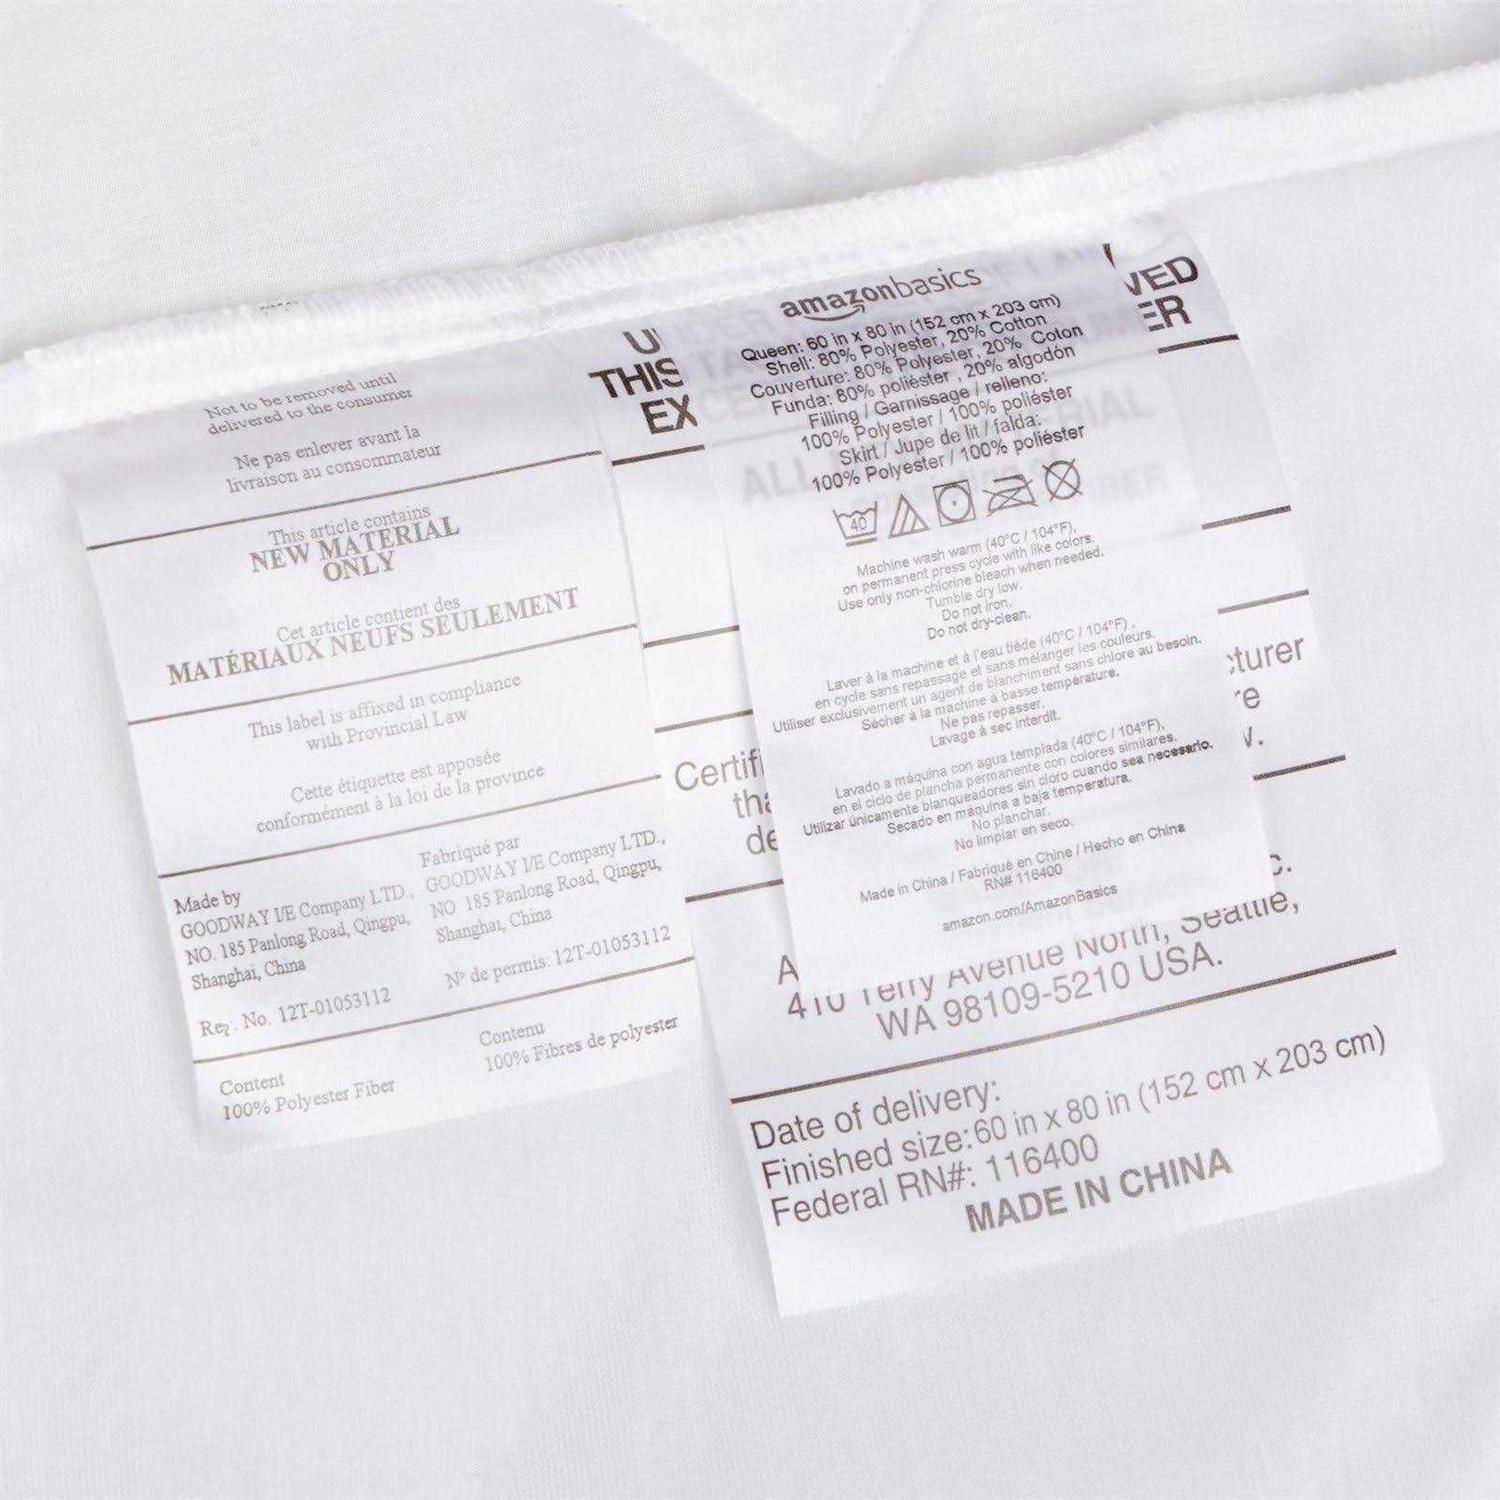 Not to be removed until
delivered to the consumer
Ne pas enlever avant la
livraison au consommateur
This article contains
NEW MATERIAL
ONLY
Cet article contient des
MATÉRIAUX NEUFS SEULEMENT
This label is affixed in compliance
with Provincial Law
Cette étiquette est apposée
conformément à la loi de la province
Made by
GOODWAY I/E Company LTD.,
NO. 185 Panlong Road, Qingpu,
Shanghai, China
Reg. No. 12T-01053112
Fabriqué par
GOODWAY I/E Company LTD.,
NO 185 Panlong Road, Qingpu,
Shanghai, China
Nº de permis: 12T-01053112
Content
100% Polyester Fiber
Contenu
100% Fibres de polyester
amazonbasics
Queen: 60 in x 80 in (152 cm x 203 cm)
Shell: 80% Polyester, 20% Cotton
Couverture: 80% Polyester, 20% Coton
Funda: 80% poliéster , 20% algodón
Filling / Garnissage / relleno:
100% Polyester / 100% poliéster
Skirt / Jupe de lit / falda:
100% Polyester / 100% poliéster
40
Machine wash warm (40°C / 104°F),
on permanent press cycle with like colors.
Use only non-chlorine bleach when needed.
Tumble dry low.
Do not iron.
Do not dry-clean.
Laver à la machine et à l'eau tiède (40°C / 104°F) ,
en cycle sans repassage et sans mélanger les couleurs.
Utiliser exclusivement un agent de blanchiment sans chlore au besoin.
Sécher à la machine à basse température.
Ne pas repasser.
Lavage à sec interdit.
Lavado a máquina con agua templada (40°C / 104°F),
en el ciclo de plancha permanente con colores similares.
Utilizar únicamente blanqueadores sin cloro cuando sea necesario.
Secado en máquina a baja temperatura.
No planchar.
No limpiar en seco.
Made in China / Fabriqué en Chine / Hecho en China
RN# 116400
amazon.com/AmazonBasics
THIS
410 Terry Avenue North, Seattle,
WA 98109-5210 USA.
Date of delivery:
Finished size: 60 in x 80 in (152 cm x 203 cm)
Federal RN#: 116400
MADE IN CHINA